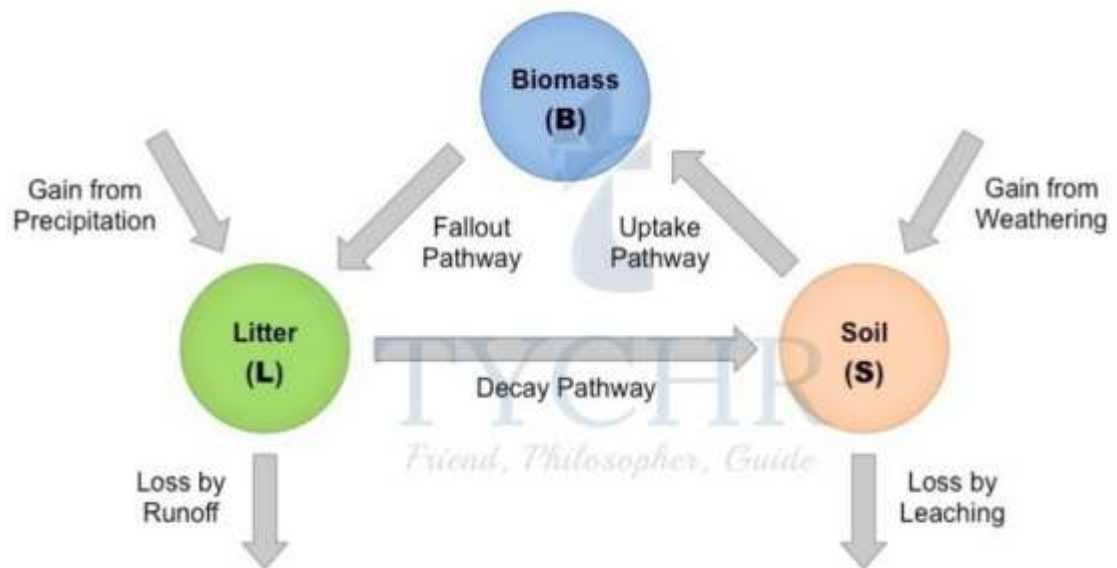 Biomass
(B)
Gain from
Precipitation
Fallout
Pathway
Uptake
Pathway
Gain from
Weathering
Litter
(L)
Soil
(S)
Decay Pathway
TYCHR
Friend, Philosopher, Guide
Loss by
Runoff
Loss by
Leaching